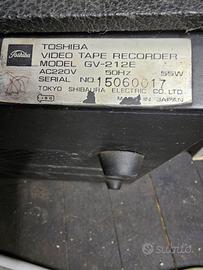 Toshiba
TOSHIBA
VIDEO TAPE RECORDER
MODEL GV-212E
AC220V 50Hz 55W
SERIAL NO. 15060017
TOKYO SHIBAURA ELECTRIC CO. LTD.
MADE IN JAPAN
subito